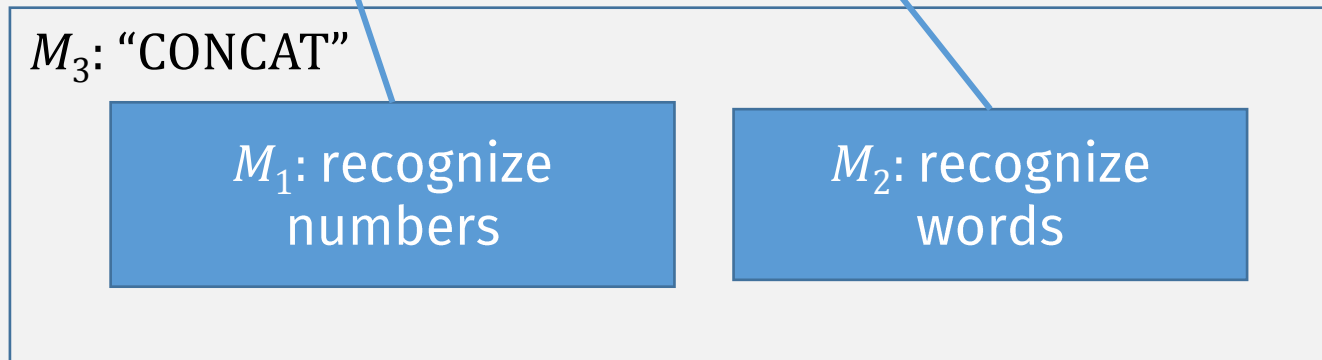 M₃: “CONCAT”
M₁: recognize
numbers
M₂: recognize
words